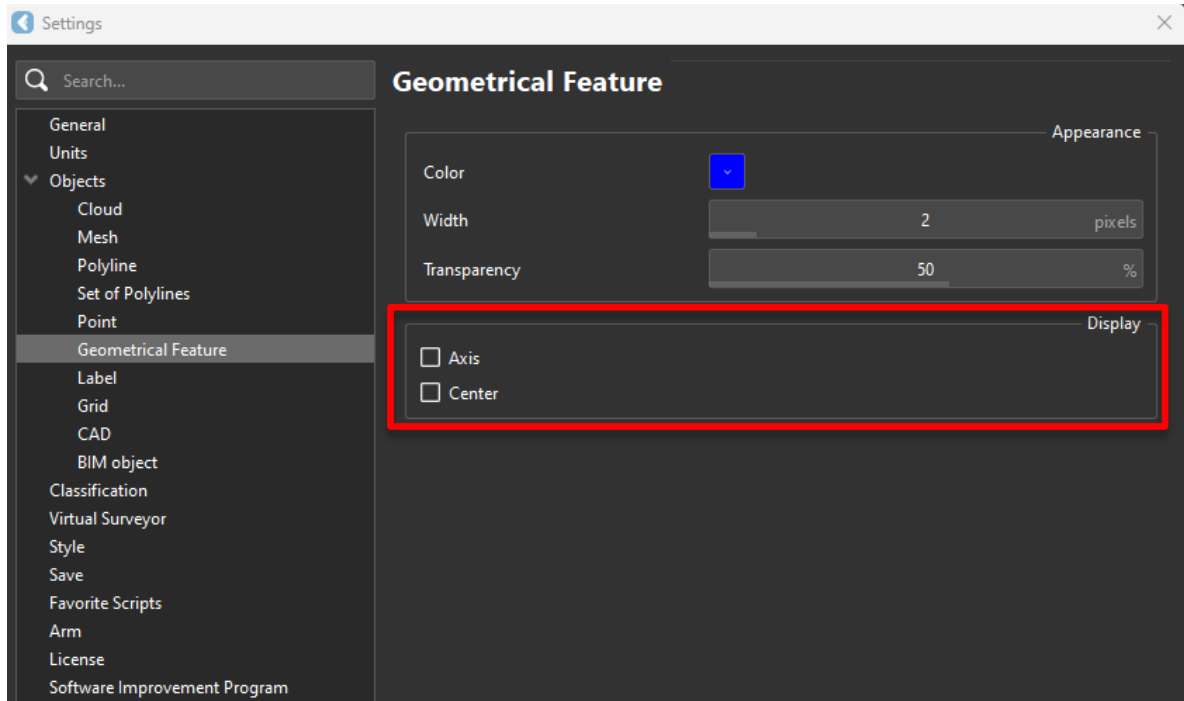 Settings
Search...
General
Units
Objects
Cloud
Mesh
Polyline
Set of Polylines
Point
Geometrical Feature
Label
Grid
CAD
BIM object
Classification
Virtual Surveyor
Style
Save
Favorite Scripts
Arm
License
Software Improvement Program
Geometrical Feature
Appearance
Color
Width 2 pixels
Transparency 50 %
Display
Axis
Center